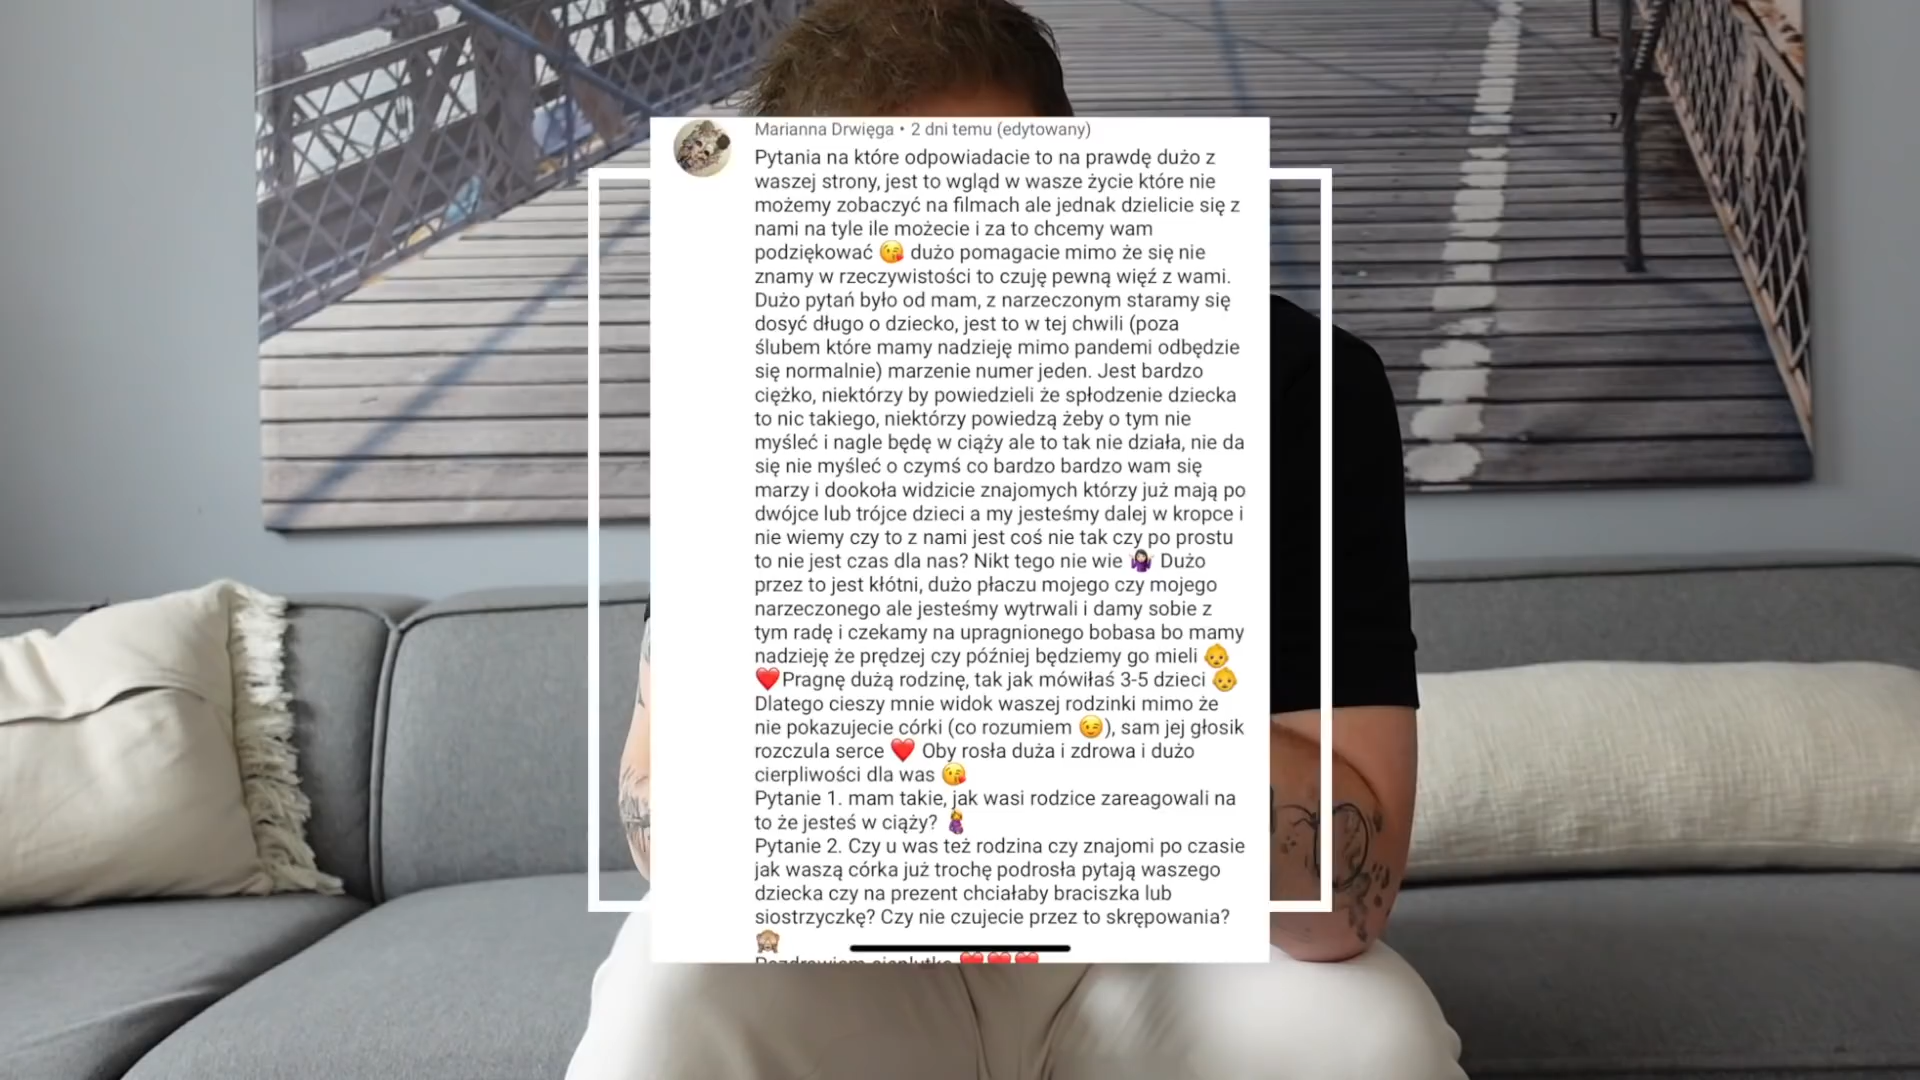 Marianna Drwięga • 2 dni temu (edytowany)
Pytania na które odpowiadacie to na prawdę dużo z
waszej strony, jest to wgląd w wasze życie które nie
możemy zobaczyć na filmach ale jednak dzielicie się z
nami na tyle ile możecie i za to chcemy wam
podziękować 😘 dużo pomagacie mimo że się nie
znamy w rzeczywistości to czuję pewną więź z wami.
Dużo pytań było od mam, z narzeczonym staramy się
dosyć długo o dziecko, jest to w tej chwili (poza
ślubem które mamy nadzieję mimo pandemi odbędzie
się normalnie) marzenie numer jeden. Jest bardzo
ciężko, niektórzy by powiedzieli że spłodzenie dziecka
to nic takiego, niektórzy powiedzą żeby o tym nie
myśleć i nagle będę w ciąży ale to tak nie działa, nie da
się nie myśleć o czymś co bardzo bardzo wam się
marzy i dookoła widzicie znajomych którzy już mają po
dwójce lub trójce dzieci a my jesteśmy dalej w kropce i
nie wiemy czy to z nami jest coś nie tak czy po prostu
to nie jest czas dla nas? Nikt tego nie wie 🤷🏻‍♀️ Dużo
przez to jest kłótni, dużo płaczu mojego czy mojego
narzeczonego ale jesteśmy wytrwali i damy sobie z
tym radę i czekamy na upragnionego bobasa bo mamy
nadzieję że prędzej czy później będziemy go mieli 👶
❤️Pragnę dużą rodzinę, tak jak mówiłaś 3-5 dzieci 👶
Dlatego cieszy mnie widok waszej rodzinki mimo że
nie pokazujecie córki (co rozumiem 😉), sam jej głosik
rozczula serce ❤️ Oby rosła duża i zdrowa i dużo
cierpliwości dla was 😘
Pytanie 1. mam takie, jak wasi rodzice zareagowali na
to że jesteś w ciąży? 🤰
Pytanie 2. Czy u was też rodzina czy znajomi po czasie
jak waszą córka już trochę podrosła pytają waszego
dziecka czy na prezent chciałaby braciszka lub
siostrzyczkę? Czy nie czujecie przez to skrępowania?
🙈
Pozdrawiam cieplutko ❤️❤️❤️